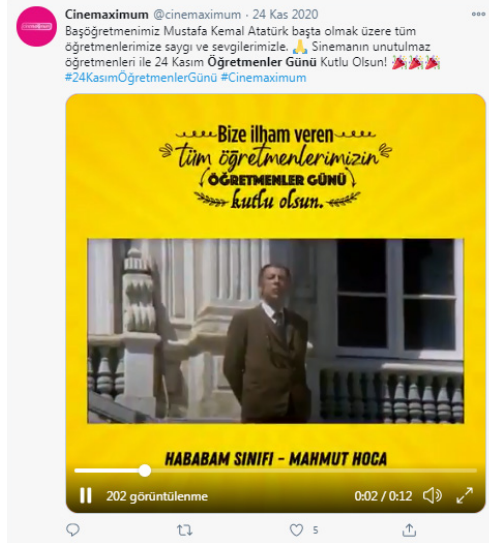 Cinemaximum @cinemaximum · 24 Kas 2020
Başöğretmenimiz Mustafa Kemal Atatürk başta olmak üzere tüm
öğretmenlerimize saygı ve sevgilerimizle. 🙏 Sinemanın unutulmaz
öğretmenleri ile 24 Kasım Öğretmenler Günü Kutlu Olsun! 🎉🎉🎉
#24KasımÖğretmenlerGünü #Cinemaximum
Bize ilham veren
tüm öğretmenlerimizin
ÖĞRETMENLER GÜNÜ
kutlu olsun.
HABABAM SINIFI - MAHMUT HOCA
202 görüntülenme 0:02 / 0:12
5